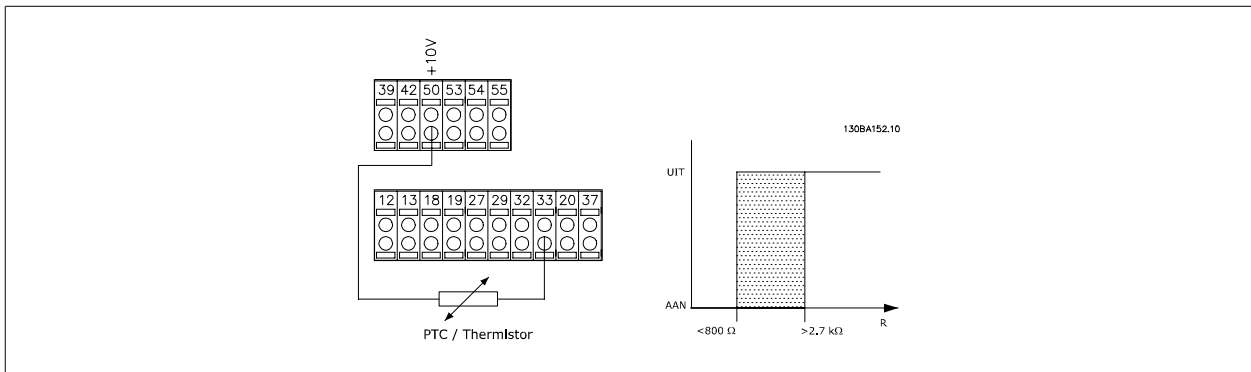 +10V
39 42 50 53 54 55
12 13 18 19 27 29 32 33 20 37
PTC / Thermistor
130BA152.10
UIT
AAN
R
<800 Ω >2.7 kΩ